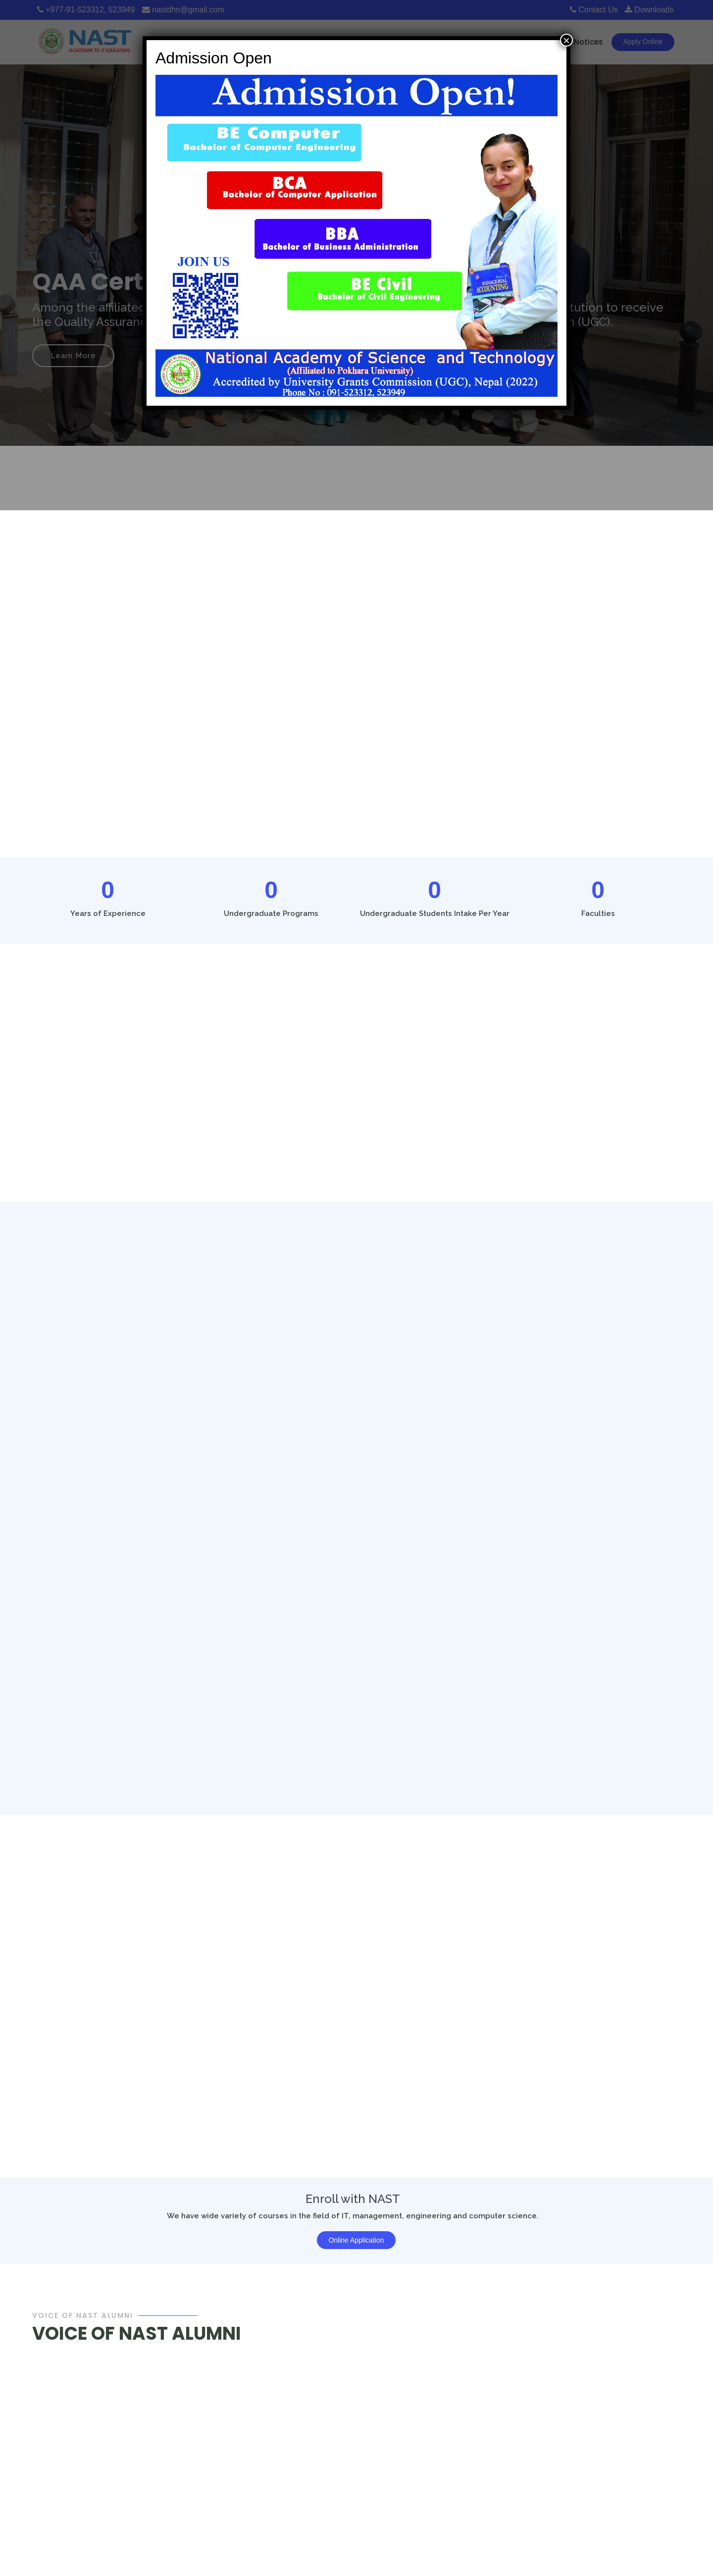 +977-91-523312, 523949 nastdhn@gmail.com Contact Us Downloads
NAST
(A GATEWAY TO IT EDUCATION)
Notices
Apply Online
Admission Open
Admission Open!
BE Computer
Bachelor of Computer Engineering
BCA
Bachelor of Computer Application
BBA
Bachelor of Business Administration
JOIN US
BE Civil
Bachelor of Civil Engineering
MANAGERIAL
ACCOUNTING
National Academy of Science and Technology
(Affiliated to Pokhara University)
Accredited by University Grants Commission (UGC), Nepal (2022)
Phone No : 091-523312, 523949
QAA Cert
Among the affiliated
the Quality Assuranc
to receive
(UGC).
Learn More
0
Years of Experience
0
Undergraduate Programs
0
Undergraduate Students Intake Per Year
0
Faculties
Enroll with NAST
We have wide variety of courses in the field of IT, management, engineering and computer science.
Online Application
VOICE OF NAST ALUMNI
VOICE OF NAST ALUMNI